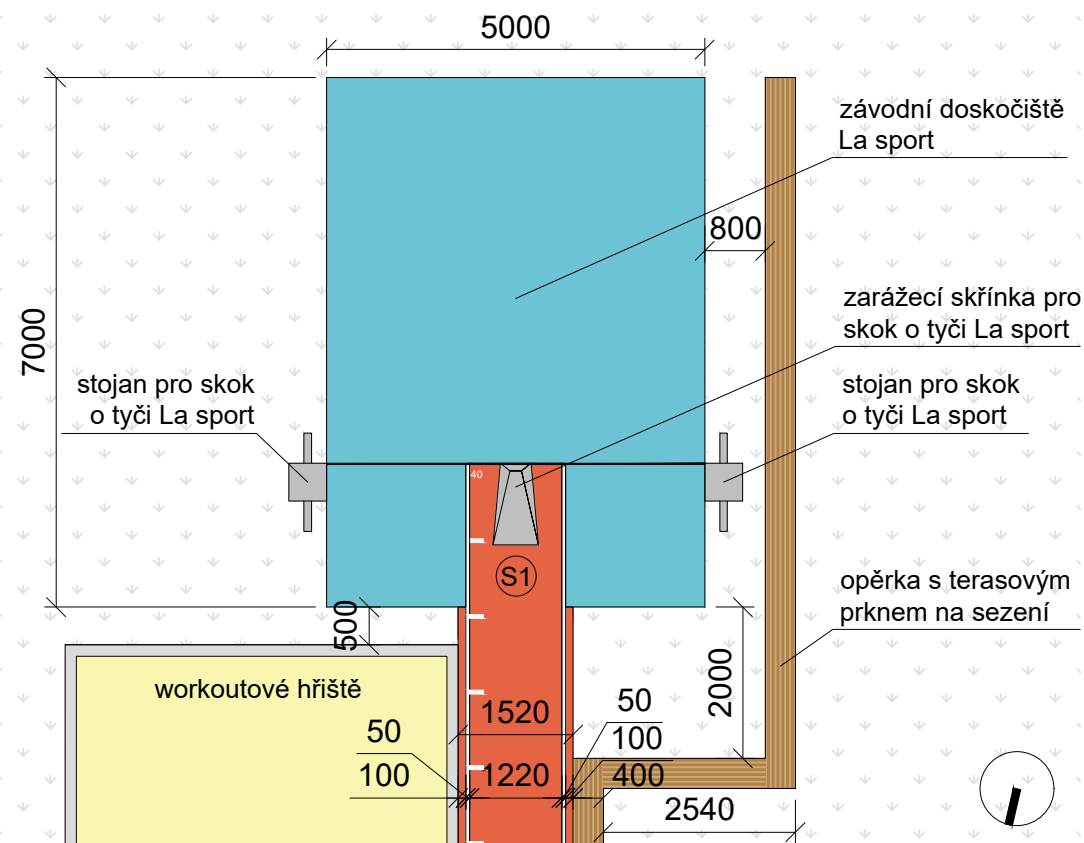 5000
závodní doskočiště
La sport
800
7000
zarážecí skřínka pro
skok o tyči La sport
stojan pro skok
o tyči La sport
stojan pro skok
o tyči La sport
40
S1
opěrka s terasovým
prknem na sezení
500
2000
workoutové hřiště
1520
50
50
100
100
1220
400
2540